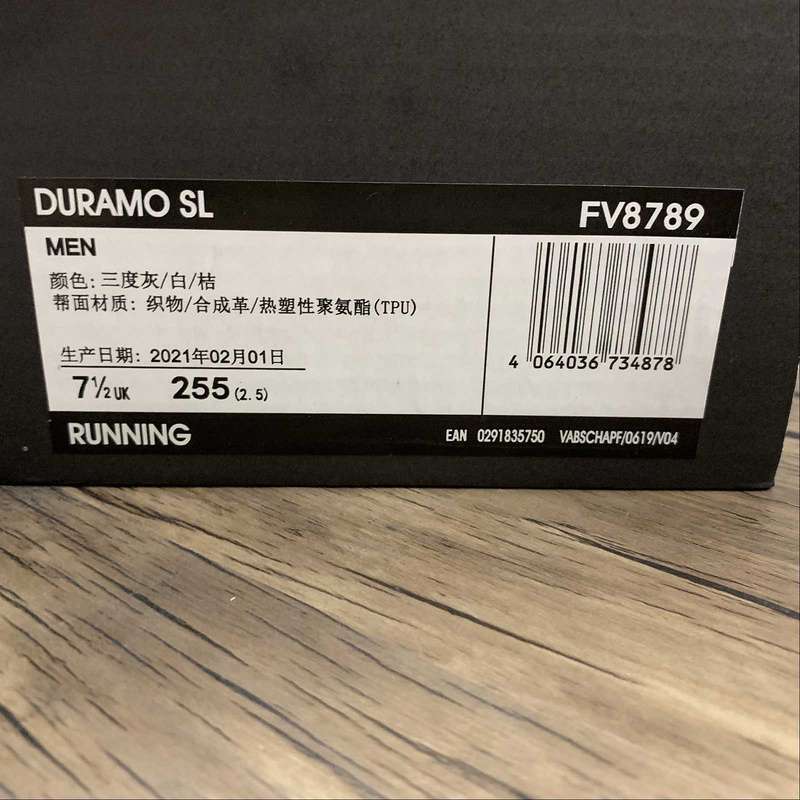 DURAMO SL
FV8789
MEN
颜色: 三度灰/白/桔
帮面材质: 织物/合成革/热塑性聚氨酯(TPU)
生产日期: 2021年02月01日
7½ UK 255 (2.5)
4 064036 734878
RUNNING
EAN 0291835750 VABSCHAPF/0619/V04